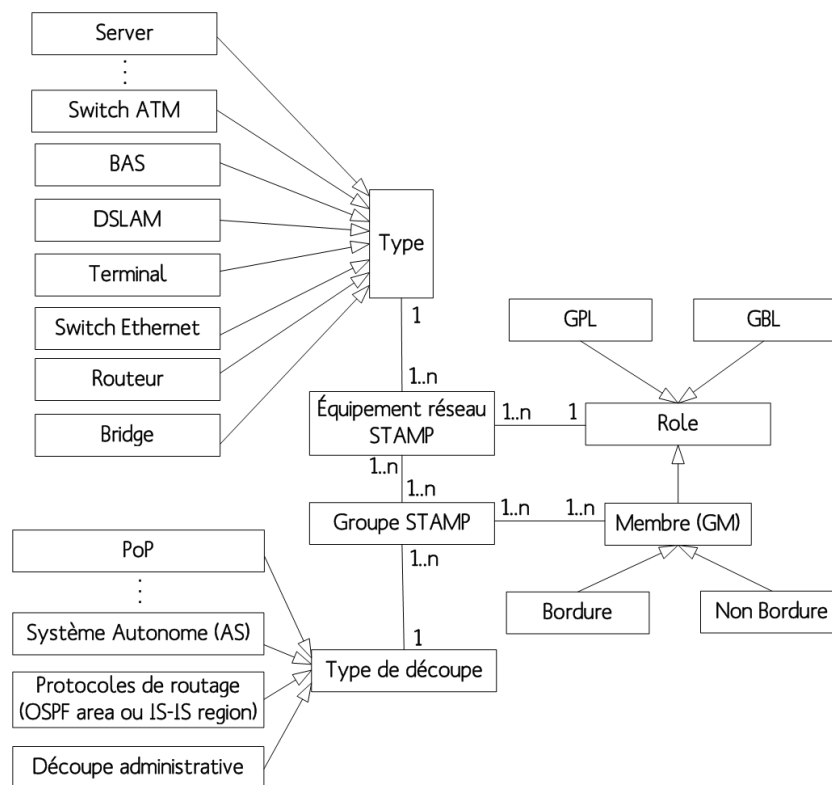 Server
Switch ATM
BAS
DSLAM
Terminal
Switch Ethernet
Routeur
Bridge
Type
1
1..n
Équipement réseau
STAMP
1..n
1
Role
GPL
GBL
1..n
1..n
Groupe STAMP
1..n
1..n
Membre (GM)
Bordure
Non Bordure
1..n
1
Type de découpe
PoP
Système Autonome (AS)
Protocoles de routage
(OSPF area ou IS-IS region)
Découpe administrative